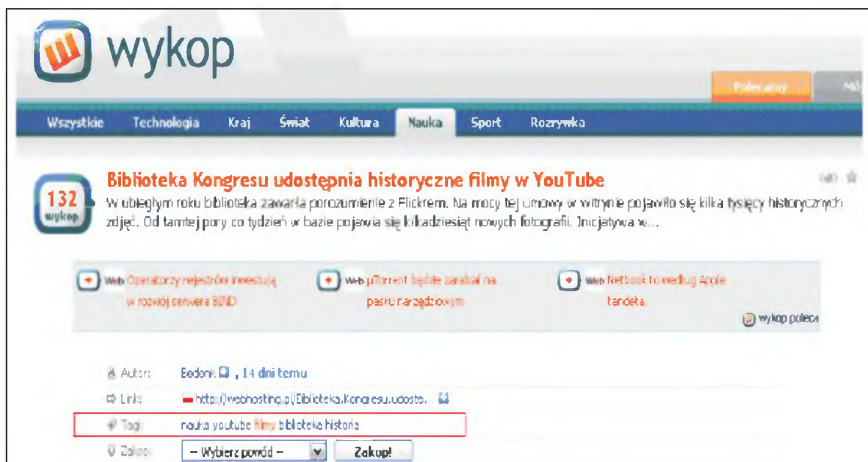 wykop
Polecamy
Wszystkie Technologia Kraj Świat Kultura Nauka Sport Rozrywka
Biblioteka Kongresu udostępnia historyczne filmy w YouTube
132
wykop
W ubiegłym roku biblioteka zawarła porozumienie z Flickrem. Na mocy tej umowy w witrynie pojawiło się kilka tysięcy historycznych
zdjęć. Od tamtej pory co tydzień w bazie pojawia się kilkadziesiąt nowych fotografii. Inicjatywa w...
Web Operatorzy rejestrów inwestują
w rozwój serwera BIND
Web µTorrent będzie zarabiał na
pasku narzędziowym
Web Netbook to według Apple
tandeta.
wykop poleca
Autor: , 14 dni temu
Link: http://webhosting.pl/Biblioteka.Kongresu.udoste...
Tagi: nauka youtube filmy biblioteka historia
Zakop: -- Wybierz powód -- Zakop!